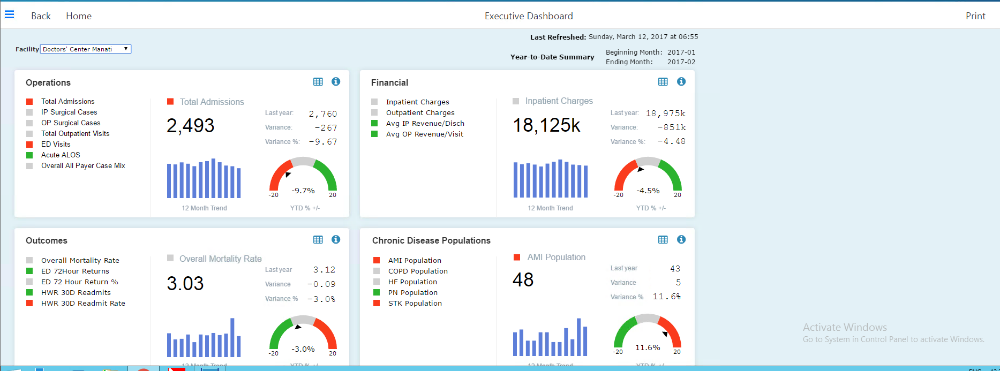 Back Home Executive Dashboard Print
Last Refreshed: Sunday, March 12, 2017 at 06:55
Facility Doctors' Center Manati
Year-to-Date Summary
Beginning Month: 2017-01
Ending Month: 2017-02
Operations
Total Admissions
IP Surgical Cases
OP Surgical Cases
Total Outpatient Visits
ED Visits
Acute ALOS
Overall All Payer Case Mix
Total Admissions
2,493
Last year: 2,760
Variance: -267
Variance %: -9.67
12 Month Trend
-9.7%
-20 20
YTD % +/-
Financial
Inpatient Charges
Outpatient Charges
Avg IP Revenue/Disch
Avg OP Revenue/Visit
Inpatient Charges
18,125k
Last year: 18,975k
Variance: -851k
Variance %: -4.48
12 Month Trend
-4.5%
-20 20
YTD % +/-
Outcomes
Overall Mortality Rate
ED 72Hour Returns
ED 72 Hour Return %
HWR 30D Readmits
HWR 30D Readmit Rate
Overall Mortality Rate
3.03
Last year 3.12
Variance -0.09
Variance % -3.0%
-3.0%
-20 20
12 Month Trend
YTD % +/-
Chronic Disease Populations
AMI Population
COPD Population
HF Population
PN Population
STK Population
AMI Population
48
Last year 43
Variance 5
Variance % 11.6%
11.6%
-20 20
12 Month Trend
YTD % +/-
Activate Windows
Go to System in Control Panel to activate Windows.